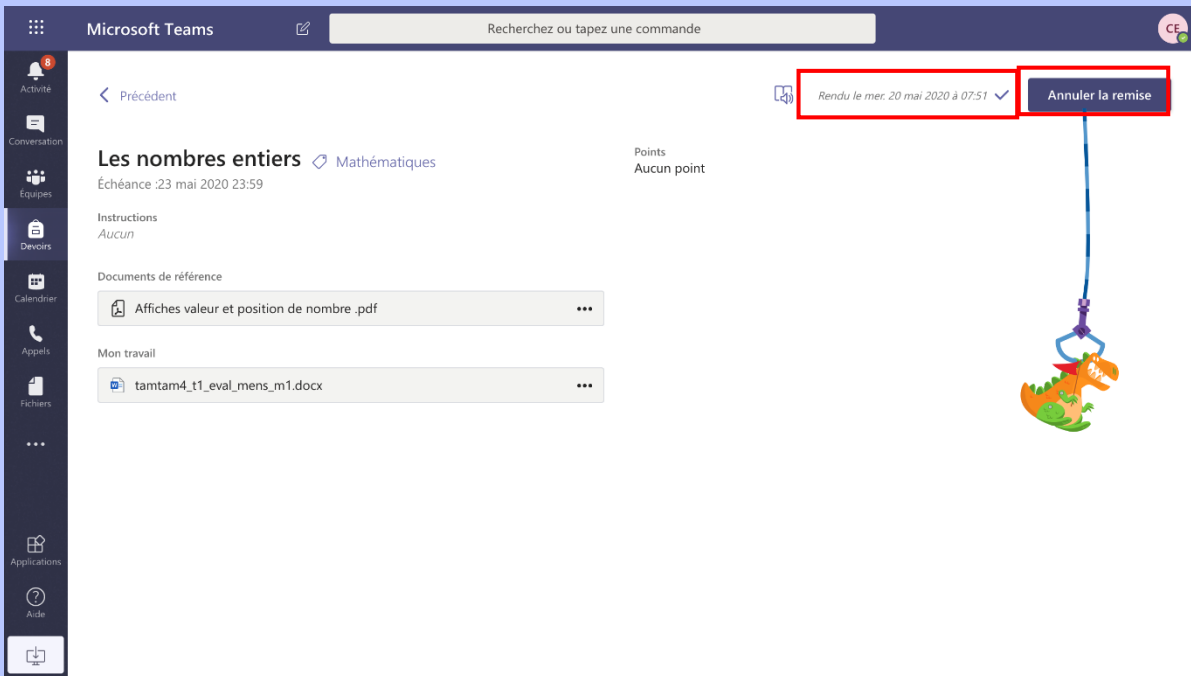 Microsoft Teams
Recherchez ou tapez une commande
CE
8
Activité
Conversation
Équipes
Devoirs
Calendrier
Appels
Fichiers
Applications
Aide
Précédent
Rendu le mer. 20 mai 2020 à 07:51
Annuler la remise
Les nombres entiers Mathématiques
Échéance :23 mai 2020 23:59
Points
Aucun point
Instructions
Aucun
Documents de référence
Affiches valeur et position de nombre .pdf
Mon travail
tamtam4_t1_eval_mens_m1.docx